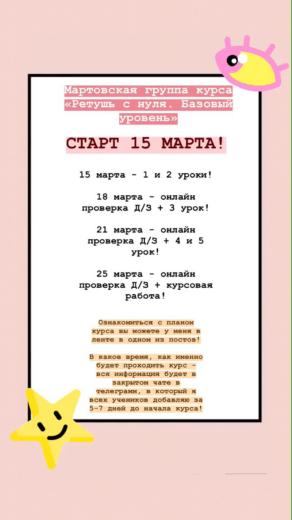 Мартовская группа курса
«Ретушь с нуля. Базовый
уровень»
СТАРТ 15 МАРТА!
15 марта - 1 и 2 уроки!
18 марта - онлайн
проверка Д/З + 3 урок!
21 марта - онлайн
проверка Д/З + 4 и 5
урок!
25 марта - онлайн
проверка Д/З + курсовая
работа!
Ознакомиться с планом
курса вы можете у меня в
ленте в одном из постов!
В какое время, как именно
будет проходить курс -
вся информация будет в
закрытом чате в
телеграмм, в который я
всех учеников добавляю за
5-7 дней до начала курса!